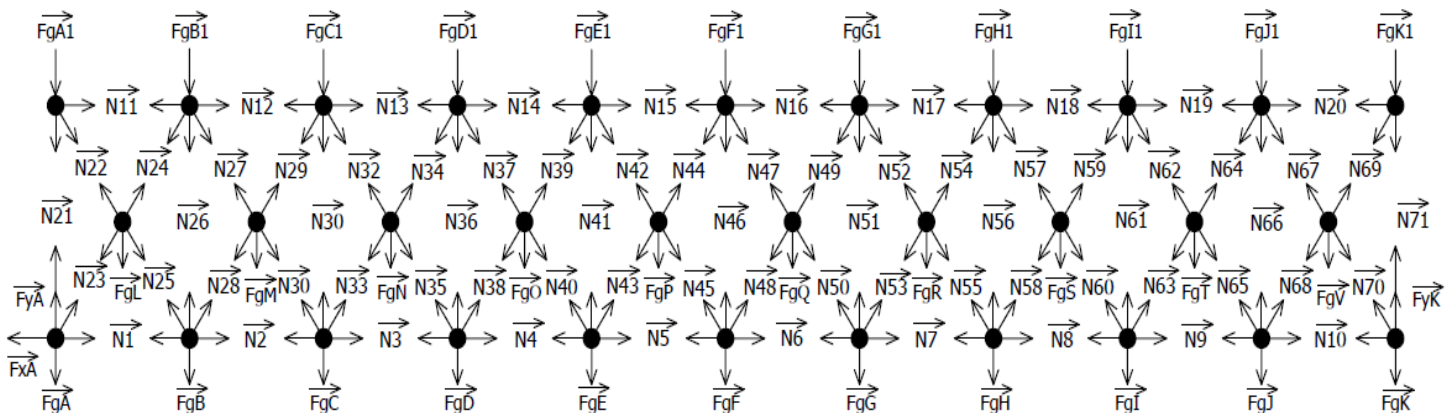 FgA1 FgB1 FgC1 FgD1 FgE1 FgF1 FgG1 FgH1 FgI1 FgJ1 FgK1
N11 N12 N13 N14 N15 N16 N17 N18 N19 N20
N22 N24 N27 N29 N32 N34 N37 N39 N42 N44 N47 N49 N52 N54 N57 N59 N62 N64 N67 N69
N21 N26 N30 N36 N41 N46 N51 N56 N61 N66 N71
N23 FgL N25 N28 FgM N30 N33 FgN N35 N38 FgO N40 N43 FgP N45 N48 FgQ N50 N53 FgR N55 N58 FgS N60 N63 FgT N65 N68 FgV N70
FyA FyK
N1 N2 N3 N4 N5 N6 N7 N8 N9 N10
FxA
FgA FgB FgC FgD FgE FgF FgG FgH FgI FgJ FgK